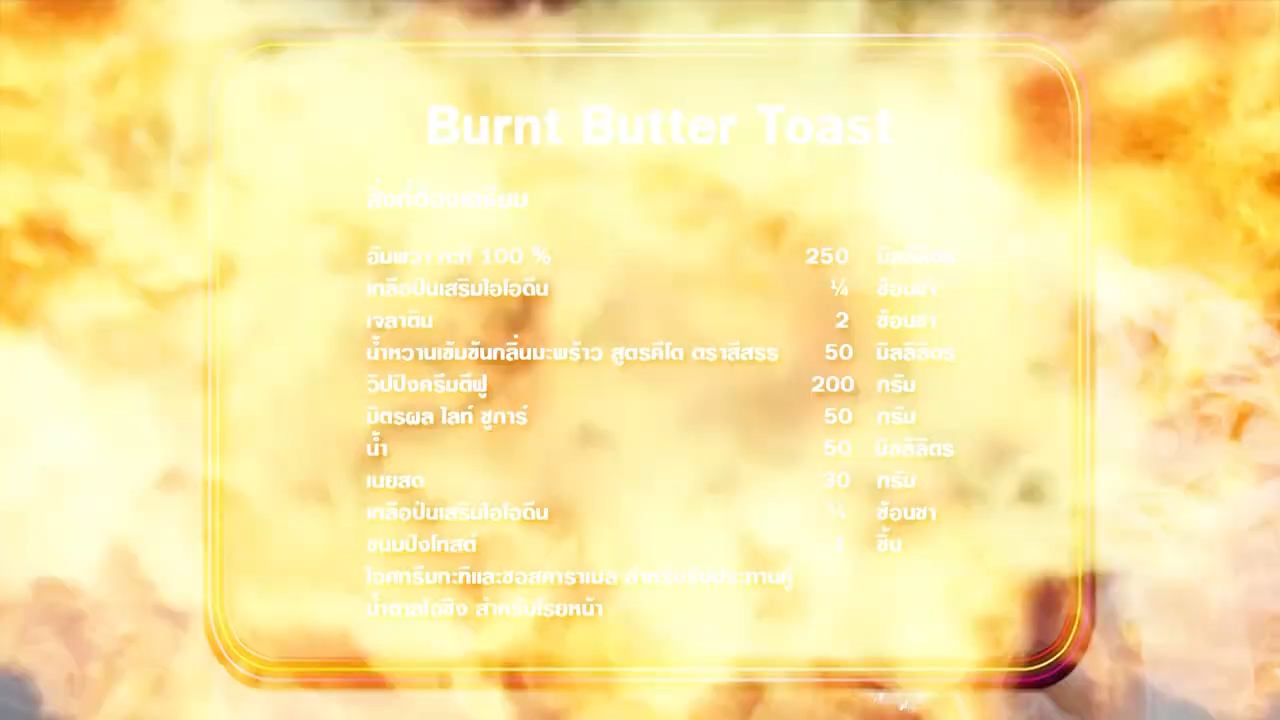 Burnt Butter Toast
สิ่งที่ต้องเตรียม
อัมพวา กะทิ 100 % 250 มิลลิลิตร
เกลือป่นเสริมไอโอดีน ¼ ช้อนชา
เจลาติน 2 ช้อนชา
น้ำหวานเข้มข้นกลิ่นมะพร้าว สูตรคีโต ตราสีสรร 50 มิลลิลิตร
วิปปิงครีมตีฟู 200 กรัม
มิตรผล ไลท์ ชูการ์ 50 กรัม
น้ำ 50 มิลลิลิตร
เนยสด 30 กรัม
เกลือป่นเสริมไอโอดีน ¼ ช้อนชา
ขนมปังโทสต์ 1 ชิ้น
ไอศกรีมกะทิและซอสคาราเมล สำหรับรับประทานคู่
น้ำตาลไอซิง สำหรับโรยหน้า